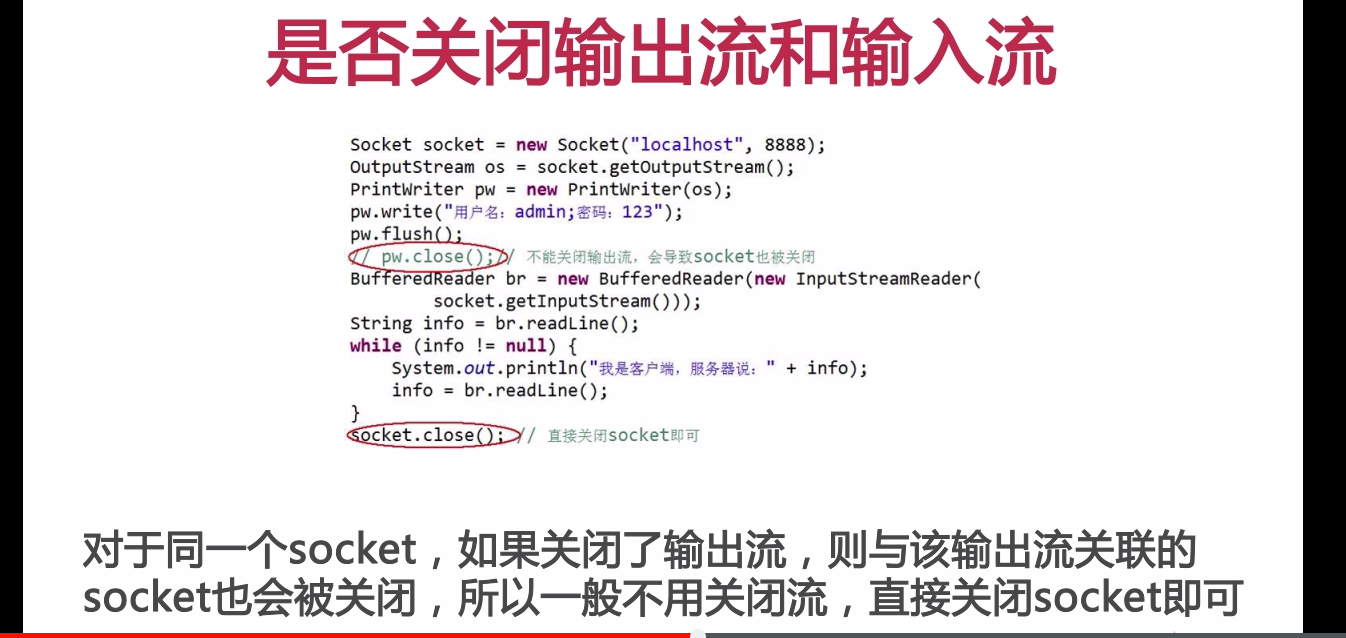 是否关闭输出流和输入流
Socket socket = new Socket("localhost", 8888);
OutputStream os = socket.getOutputStream();
PrintWriter pw = new PrintWriter(os);
pw.write("用户名：admin;密码：123");
pw.flush();
// pw.close();// 不能关闭输出流，会导致socket也被关闭
BufferedReader br = new BufferedReader(new InputStreamReader(
socket.getInputStream()));
String info = br.readLine();
while (info != null) {
System.out.println("我是客户端，服务器说：" + info);
info = br.readLine();
}
socket.close(); // 直接关闭socket即可
对于同一个socket，如果关闭了输出流，则与该输出流关联的
socket也会被关闭，所以一般不用关闭流，直接关闭socket即可